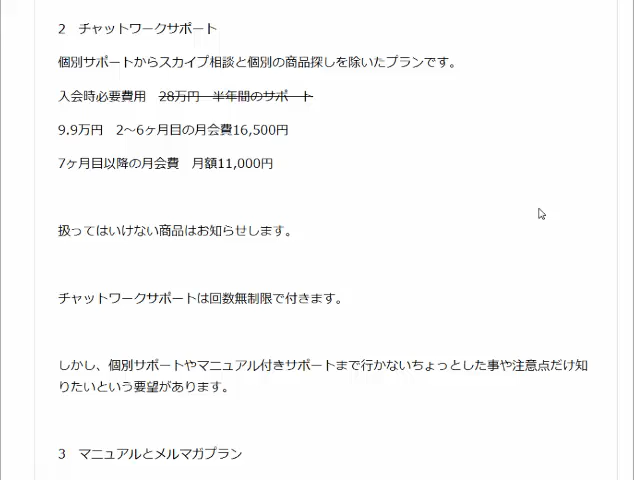 2　チャットワークサポート
個別サポートからスカイプ相談と個別の商品探しを除いたプランです。
入会時必要費用　28万円　半年間のサポート
9.9万円　2～6ヶ月目の月会費16,500円
7ヶ月目以降の月会費　月額11,000円
扱ってはいけない商品はお知らせします。
チャットワークサポートは回数無制限で付きます。
しかし、個別サポートやマニュアル付きサポートまで行かないちょっとした事や注意点だけ知
りたいという要望があります。
3　マニュアルとメルマガプラン